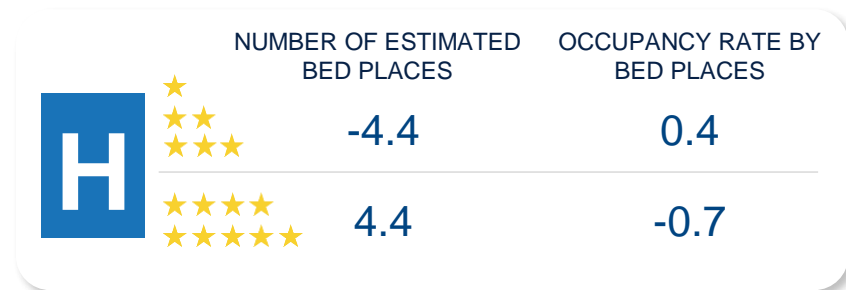 NUMBER OF ESTIMATED
BED PLACES
OCCUPANCY RATE BY
BED PLACES
H
-4.4
0.4
4.4
-0.7